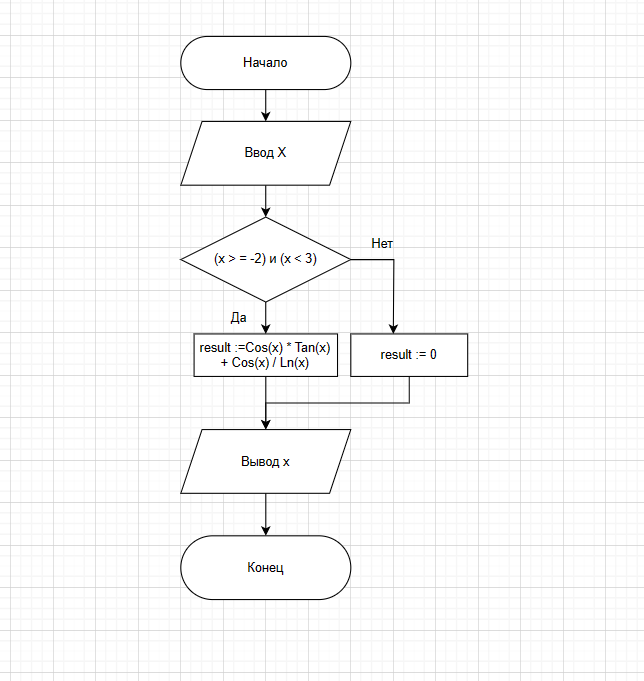 Начало
Ввод X
(x > = -2) и (x < 3)
Нет
Да
result :=Cos(x) * Tan(x)
+ Cos(x) / Ln(x)
result := 0
Вывод x
Конец